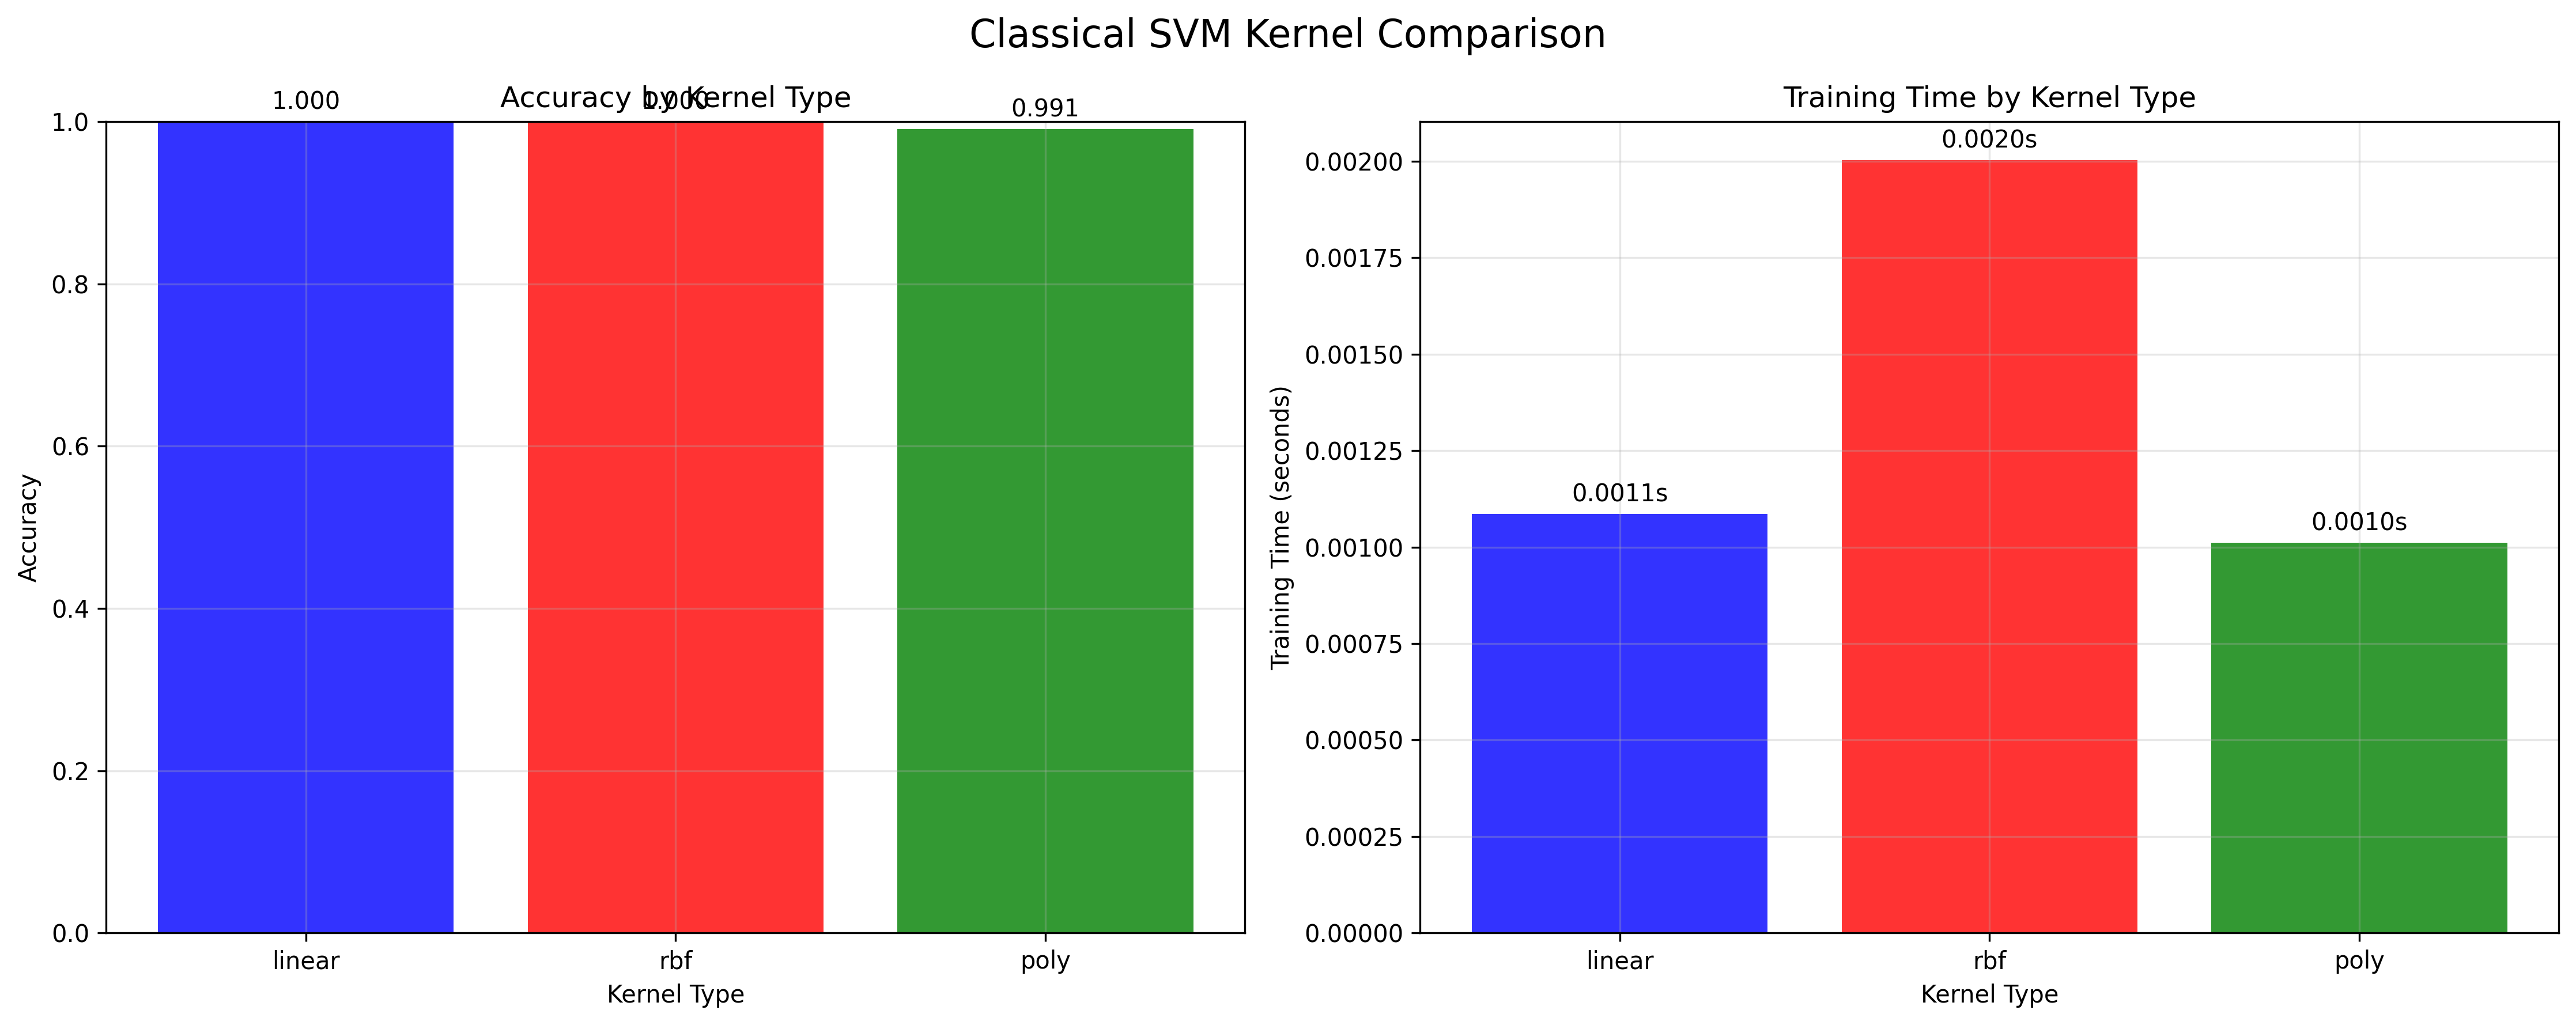 Classical SVM Kernel Comparison
Accuracy by Kernel Type
1.000
1.000
0.991
1.0
0.8
0.6
0.4
0.2
0.0
Accuracy
linear
rbf
poly
Kernel Type
Training Time by Kernel Type
0.0011s
0.0020s
0.0010s
0.00200
0.00175
0.00150
0.00125
0.00100
0.00075
0.00050
0.00025
0.00000
Training Time (seconds)
linear
rbf
poly
Kernel Type